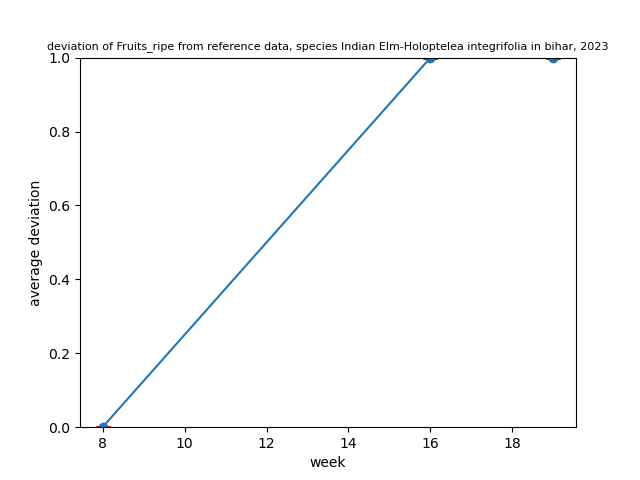 deviation of Fruits_ripe from reference data, species Indian Elm-Holoptelea integrifolia in bihar, 2023
1.0
0.8
0.6
0.4
0.2
0.0
average deviation
8 10 12 14 16 18
week